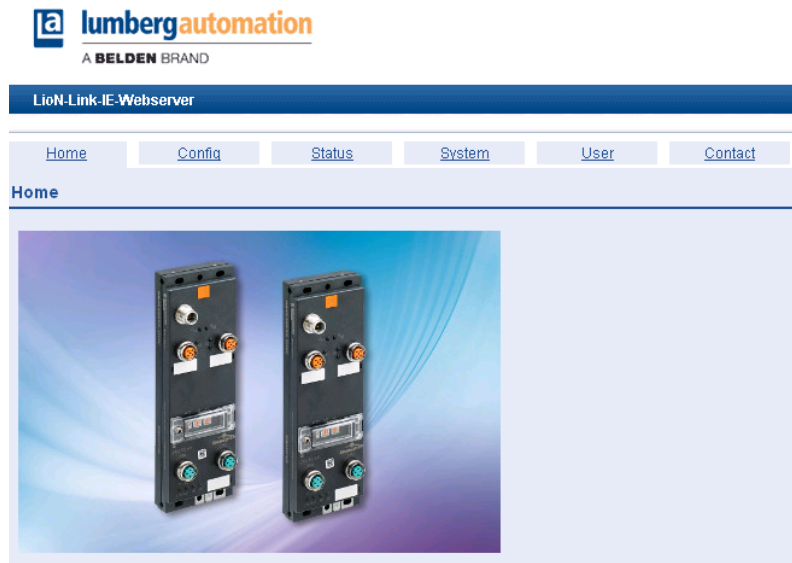 lumbergautomation
A BELDEN BRAND
LioN-Link-IE-Webserver
Home Config Status System User Contact
Home